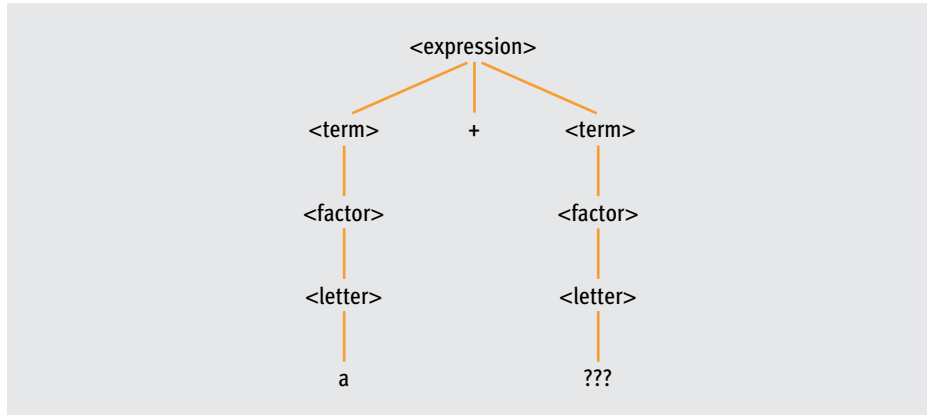 <expression>
<term> + <term>
<factor> <factor>
<letter> <letter>
a ???